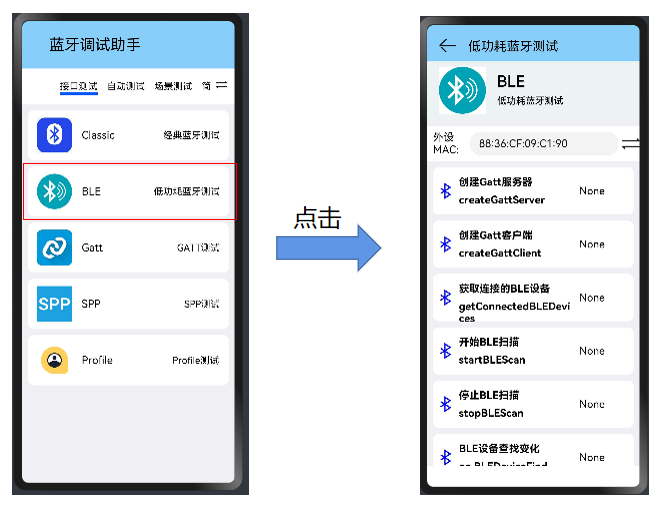 蓝牙调试助手
接口测试 自动测试 场景测试 简
Classic 经典蓝牙测试
BLE 低功耗蓝牙测试
Gatt GATT测试
SPP SPP SPP测试
Profile Profile测试
点击
低功耗蓝牙测试
BLE
低功耗蓝牙测试
外设
MAC: 88:36:CF:09:C1:90
创建Gatt服务器
createGattServer None
创建Gatt客户端
createGattClient None
获取连接的BLE设备
getConnectedBLEDevi
ces None
开始BLE扫描
startBLEScan None
停止BLE扫描
stopBLEScan None
BLE设备查找变化
on BLEDeviceFind None